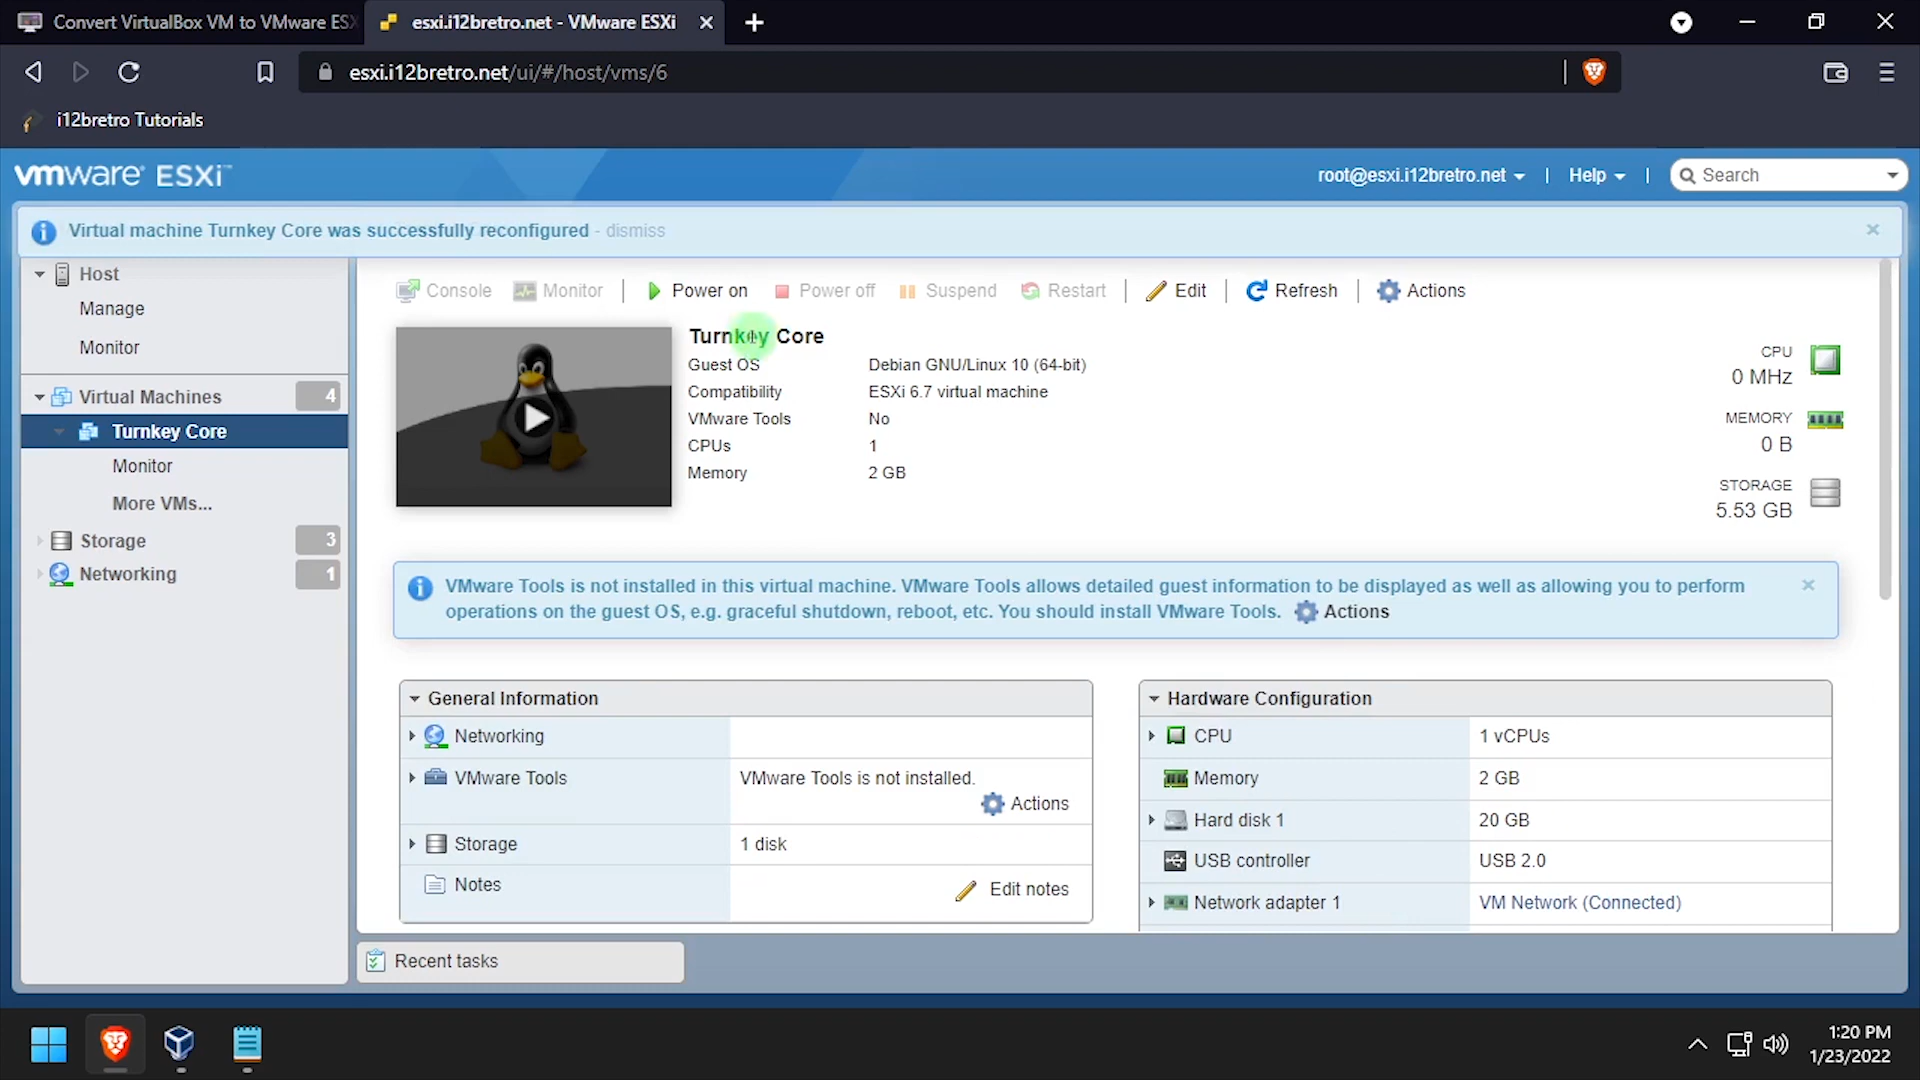 Convert VirtualBox VM to VMware ESX
esxi.i12bretro.net - VMware ESXi
esxi.i12bretro.net/ui/#/host/vms/6
i12bretro Tutorials
vmware® ESXi™
root@esxi.i12bretro.net
Help
Search
Virtual machine Turnkey Core was successfully reconfigured - dismiss
Host
Manage
Monitor
Virtual Machines 4
Turnkey Core
Monitor
More VMs...
Storage 3
Networking 1
Console
Monitor
Power on
Power off
Suspend
Restart
Edit
Refresh
Actions
Turnkey Core
Guest OS Debian GNU/Linux 10 (64-bit)
Compatibility ESXi 6.7 virtual machine
VMware Tools No
CPUs 1
Memory 2 GB
CPU
0 MHz
MEMORY
0 B
STORAGE
5.53 GB
VMware Tools is not installed in this virtual machine. VMware Tools allows detailed guest information to be displayed as well as allowing you to perform
operations on the guest OS, e.g. graceful shutdown, reboot, etc. You should install VMware Tools. Actions
General Information
Networking
VMware Tools VMware Tools is not installed.
Actions
Storage 1 disk
Notes Edit notes
Hardware Configuration
CPU 1 vCPUs
Memory 2 GB
Hard disk 1 20 GB
USB controller USB 2.0
Network adapter 1 VM Network (Connected)
Recent tasks
1:20 PM
1/23/2022